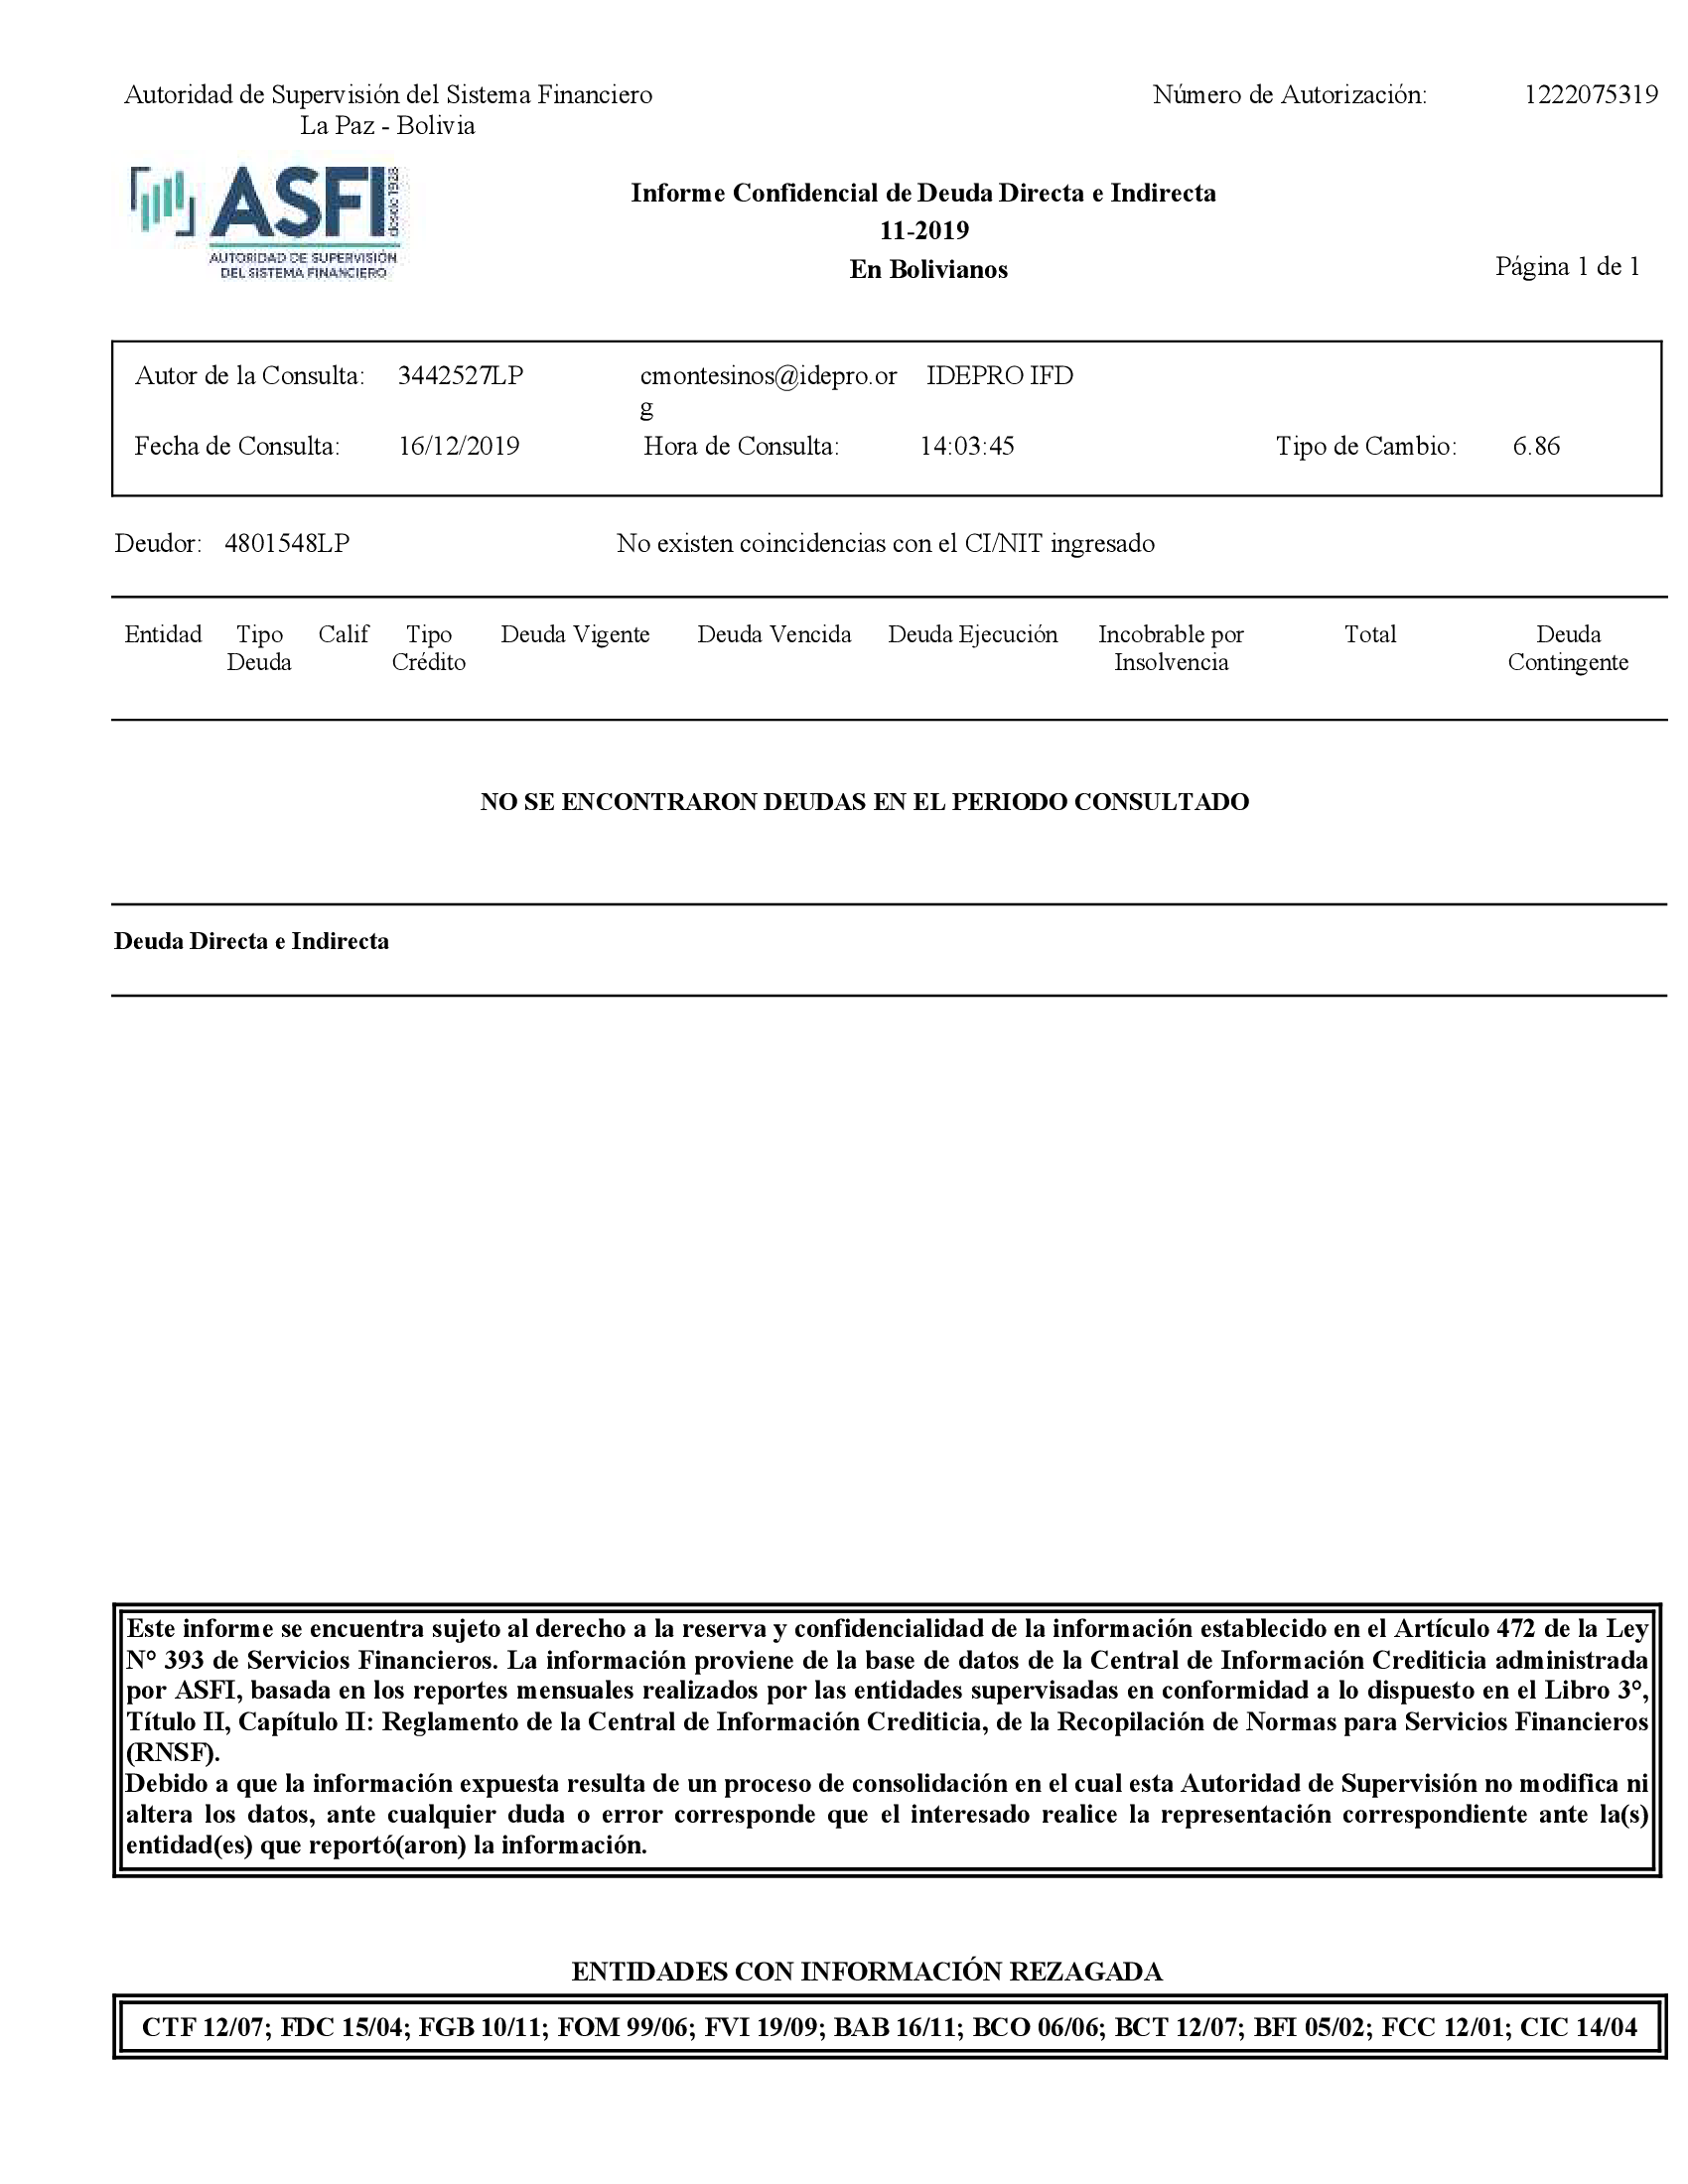 Autoridad de Supervisión del Sistema Financiero
La Paz - Bolivia
Número de Autorización: 1222075319
ASFI
desde 1928
AUTORIDAD DE SUPERVISIÓN
DEL SISTEMA FINANCIERO
Informe Confidencial de Deuda Directa e Indirecta
11-2019
En Bolivianos
Página 1 de 1
Autor de la Consulta: 3442527LP cmontesinos@idepro.or IDEPRO IFD
g
Fecha de Consulta: 16/12/2019 Hora de Consulta: 14:03:45 Tipo de Cambio: 6.86
Deudor: 4801548LP No existen coincidencias con el CI/NIT ingresado
Entidad Tipo Calif Tipo Deuda Vigente Deuda Vencida Deuda Ejecución Incobrable por Total Deuda
Deuda Crédito Insolvencia Contingente
NO SE ENCONTRARON DEUDAS EN EL PERIODO CONSULTADO
Deuda Directa e Indirecta
Este informe se encuentra sujeto al derecho a la reserva y confidencialidad de la información establecido en el Artículo 472 de la Ley
N° 393 de Servicios Financieros. La información proviene de la base de datos de la Central de Información Crediticia administrada
por ASFI, basada en los reportes mensuales realizados por las entidades supervisadas en conformidad a lo dispuesto en el Libro 3°,
Título II, Capítulo II: Reglamento de la Central de Información Crediticia, de la Recopilación de Normas para Servicios Financieros
(RNSF).
Debido a que la información expuesta resulta de un proceso de consolidación en el cual esta Autoridad de Supervisión no modifica ni
altera los datos, ante cualquier duda o error corresponde que el interesado realice la representación correspondiente ante la(s)
entidad(es) que reportó(aron) la información.
ENTIDADES CON INFORMACIÓN REZAGADA
CTF 12/07; FDC 15/04; FGB 10/11; FOM 99/06; FVI 19/09; BAB 16/11; BCO 06/06; BCT 12/07; BFI 05/02; FCC 12/01; CIC 14/04